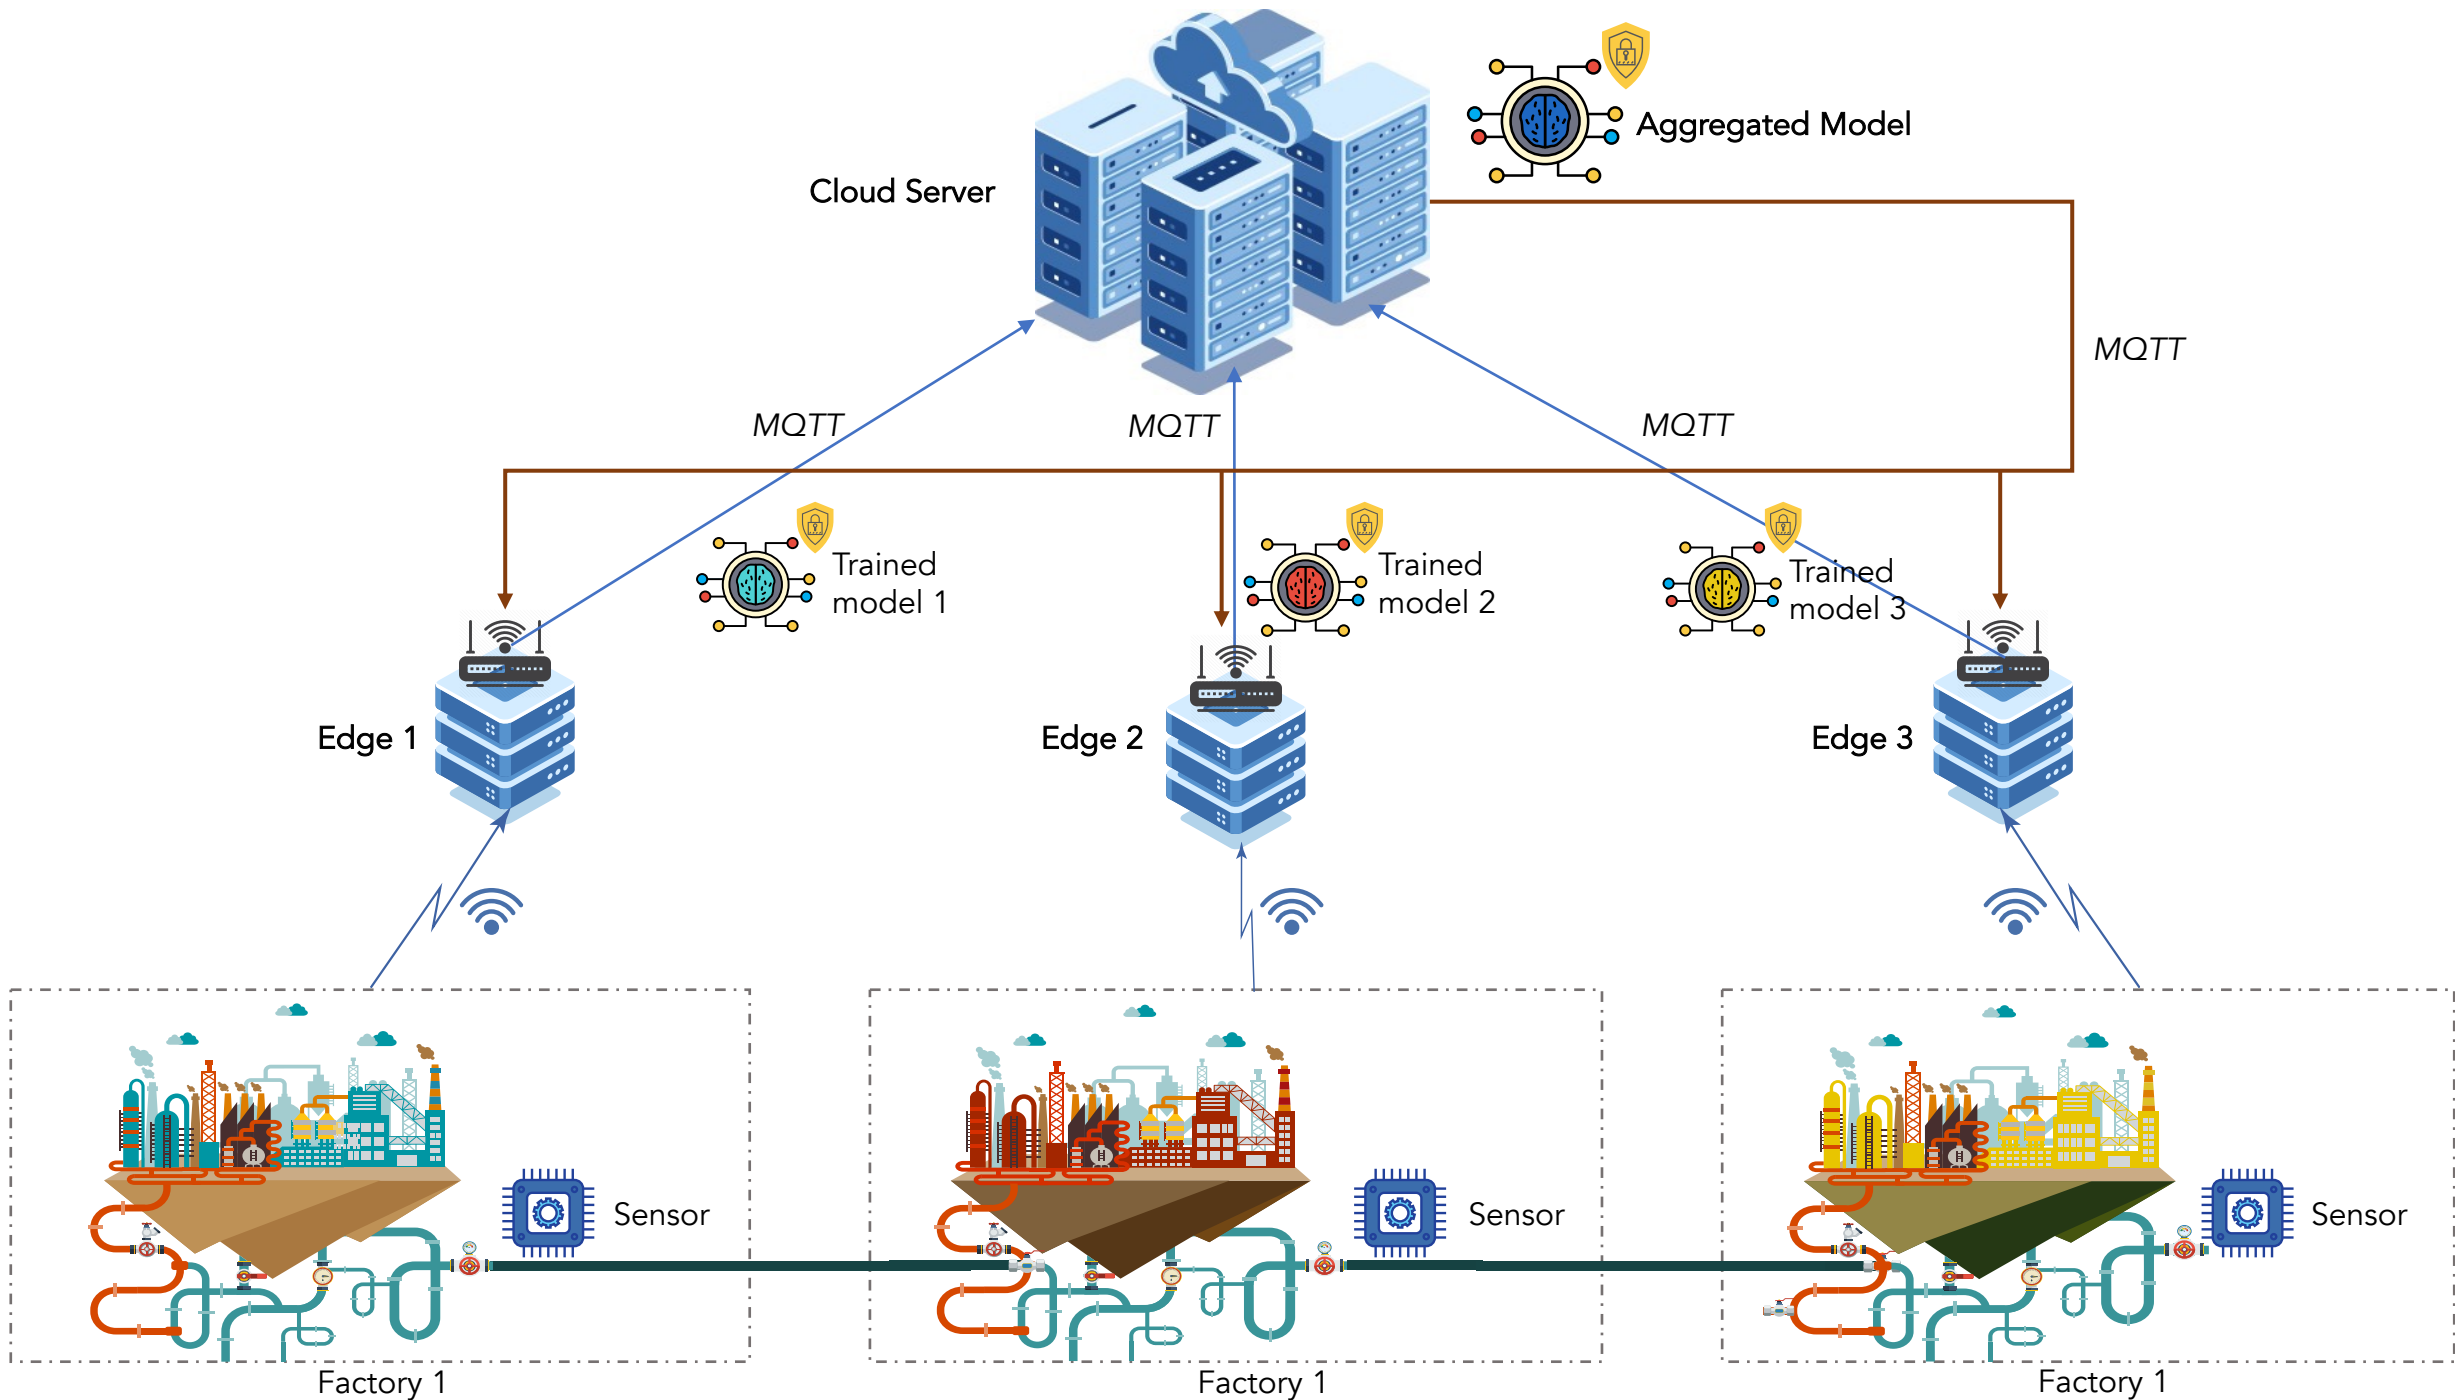 Aggregated Model
Cloud Server
MQTT
MQTT
MQTT
MQTT
Trained
model 1
Trained
model 2
Trained
model 3
Edge 1
Edge 2
Edge 3
Sensor
Sensor
Sensor
Factory 1
Factory 1
Factory 1